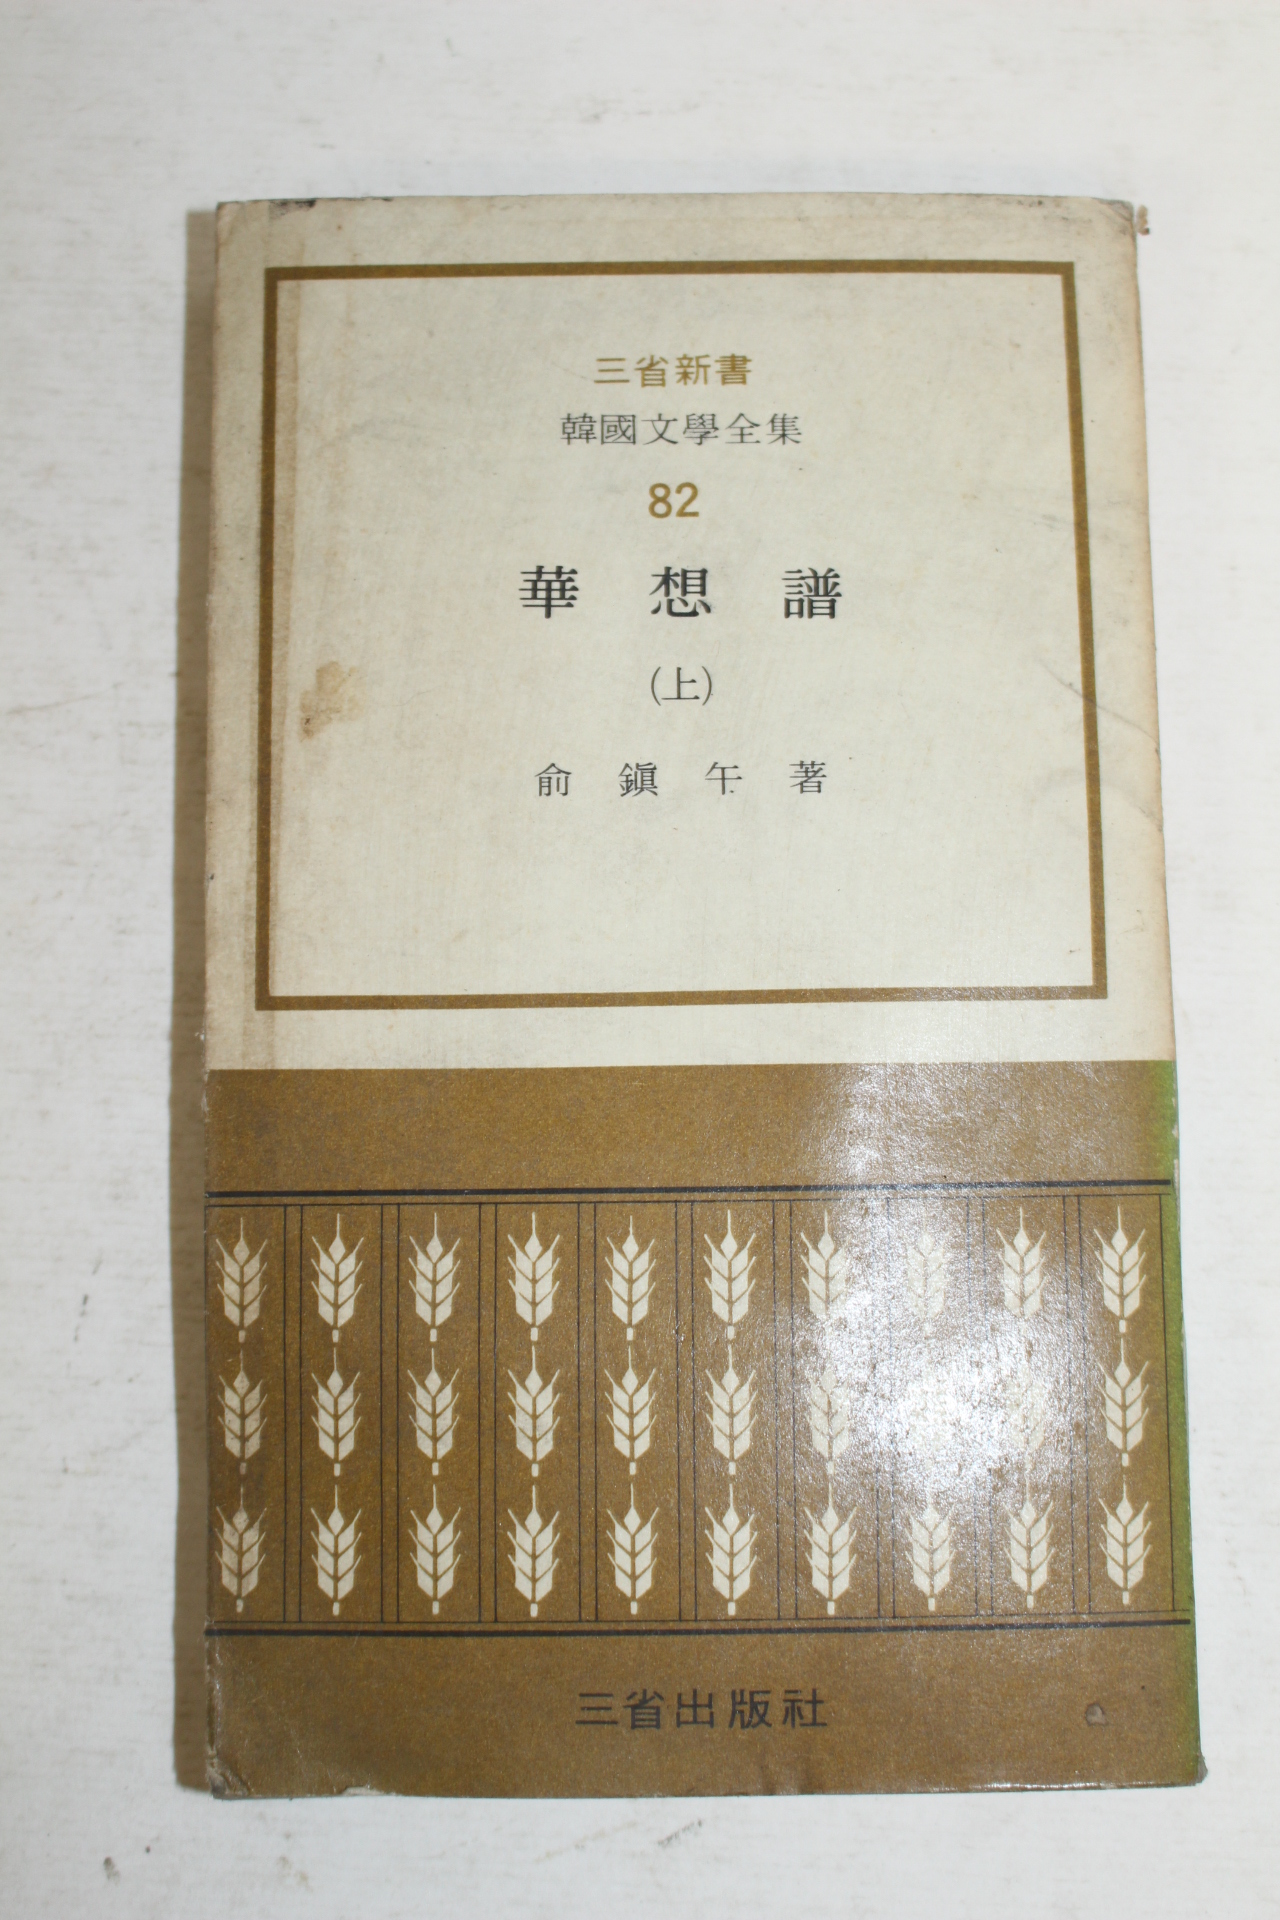 三省新書
韓國文學全集
82
華想譜
(上)
俞鎭午著
三省出版社